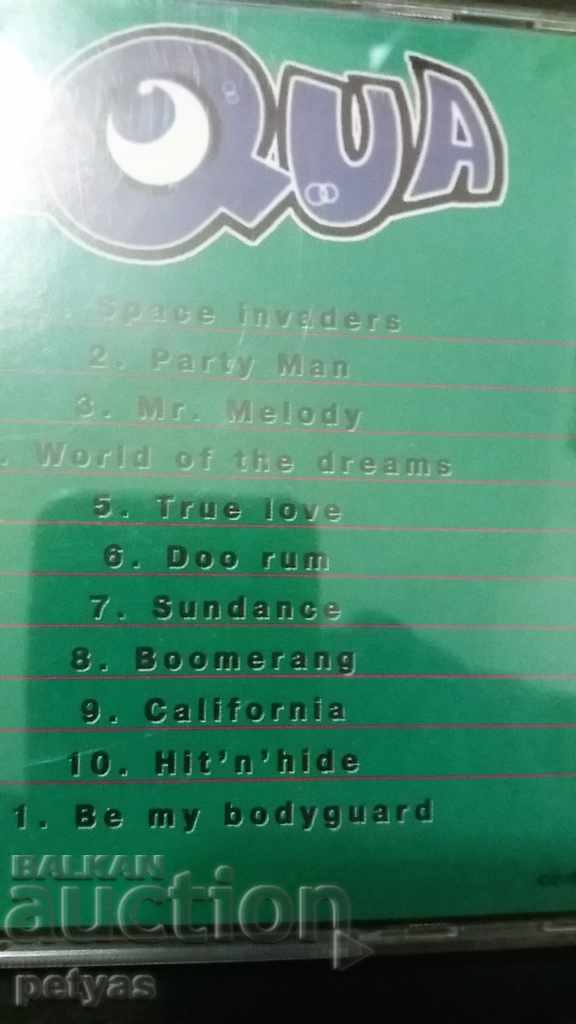 QUA
. Space invaders
2. Party Man
3. Mr. Melody
. World of the dreams
5. True love
6. Doo rum
7. Sundance
8. Boomerang
9. California
10. Hit'n'hide
1. Be my bodyguard
BALKAN
auction
petyas